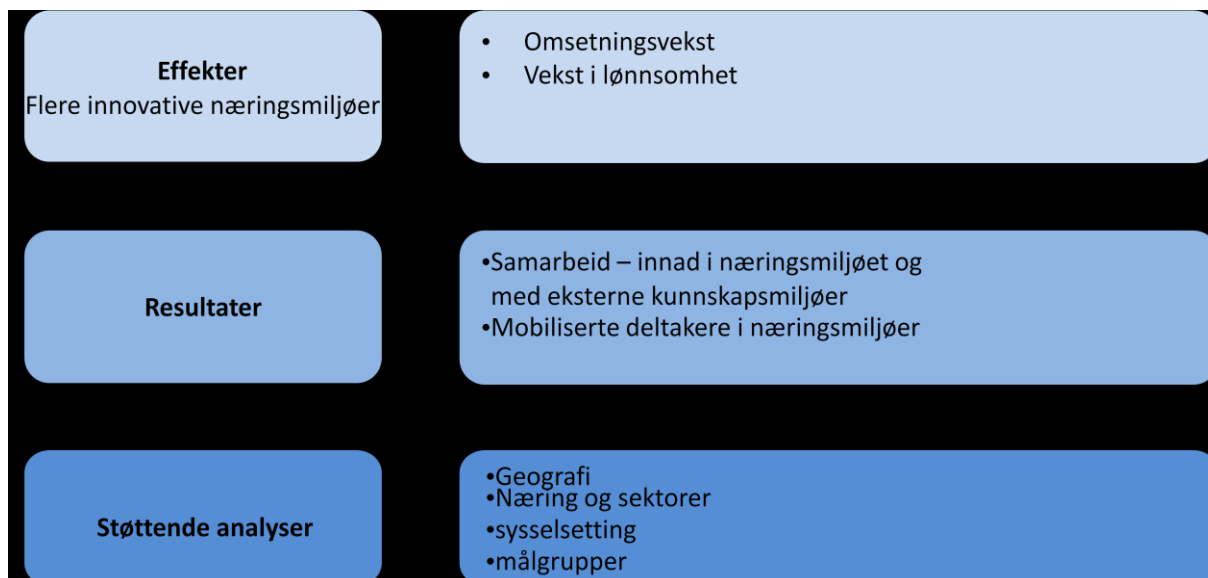 Effekter
Flere innovative næringsmiljøer
• Omsetningsvekst
• Vekst i lønnsomhet
Resultater
•Samarbeid – innad i næringsmiljøet og
med eksterne kunnskapsmiljøer
•Mobiliserte deltakere i næringsmiljøer
Støttende analyser
•Geografi
•Næring og sektorer
•sysselsetting
•målgrupper